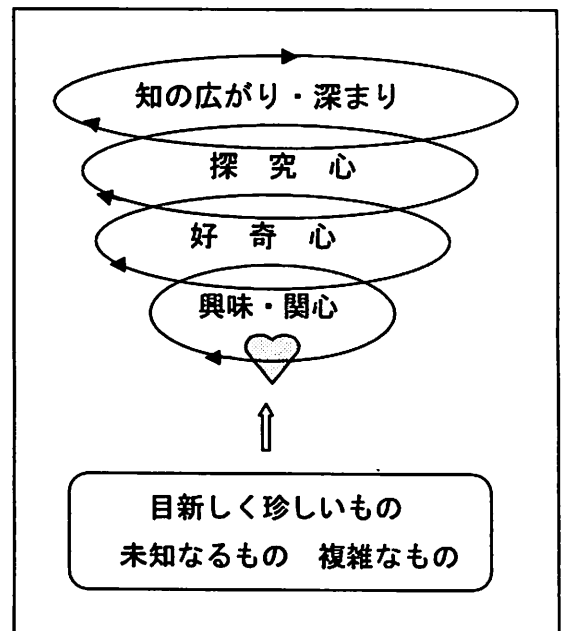 知の広がり・深まり
探究心
好奇心
興味・関心
目新しく珍しいもの
未知なるもの 複雑なもの